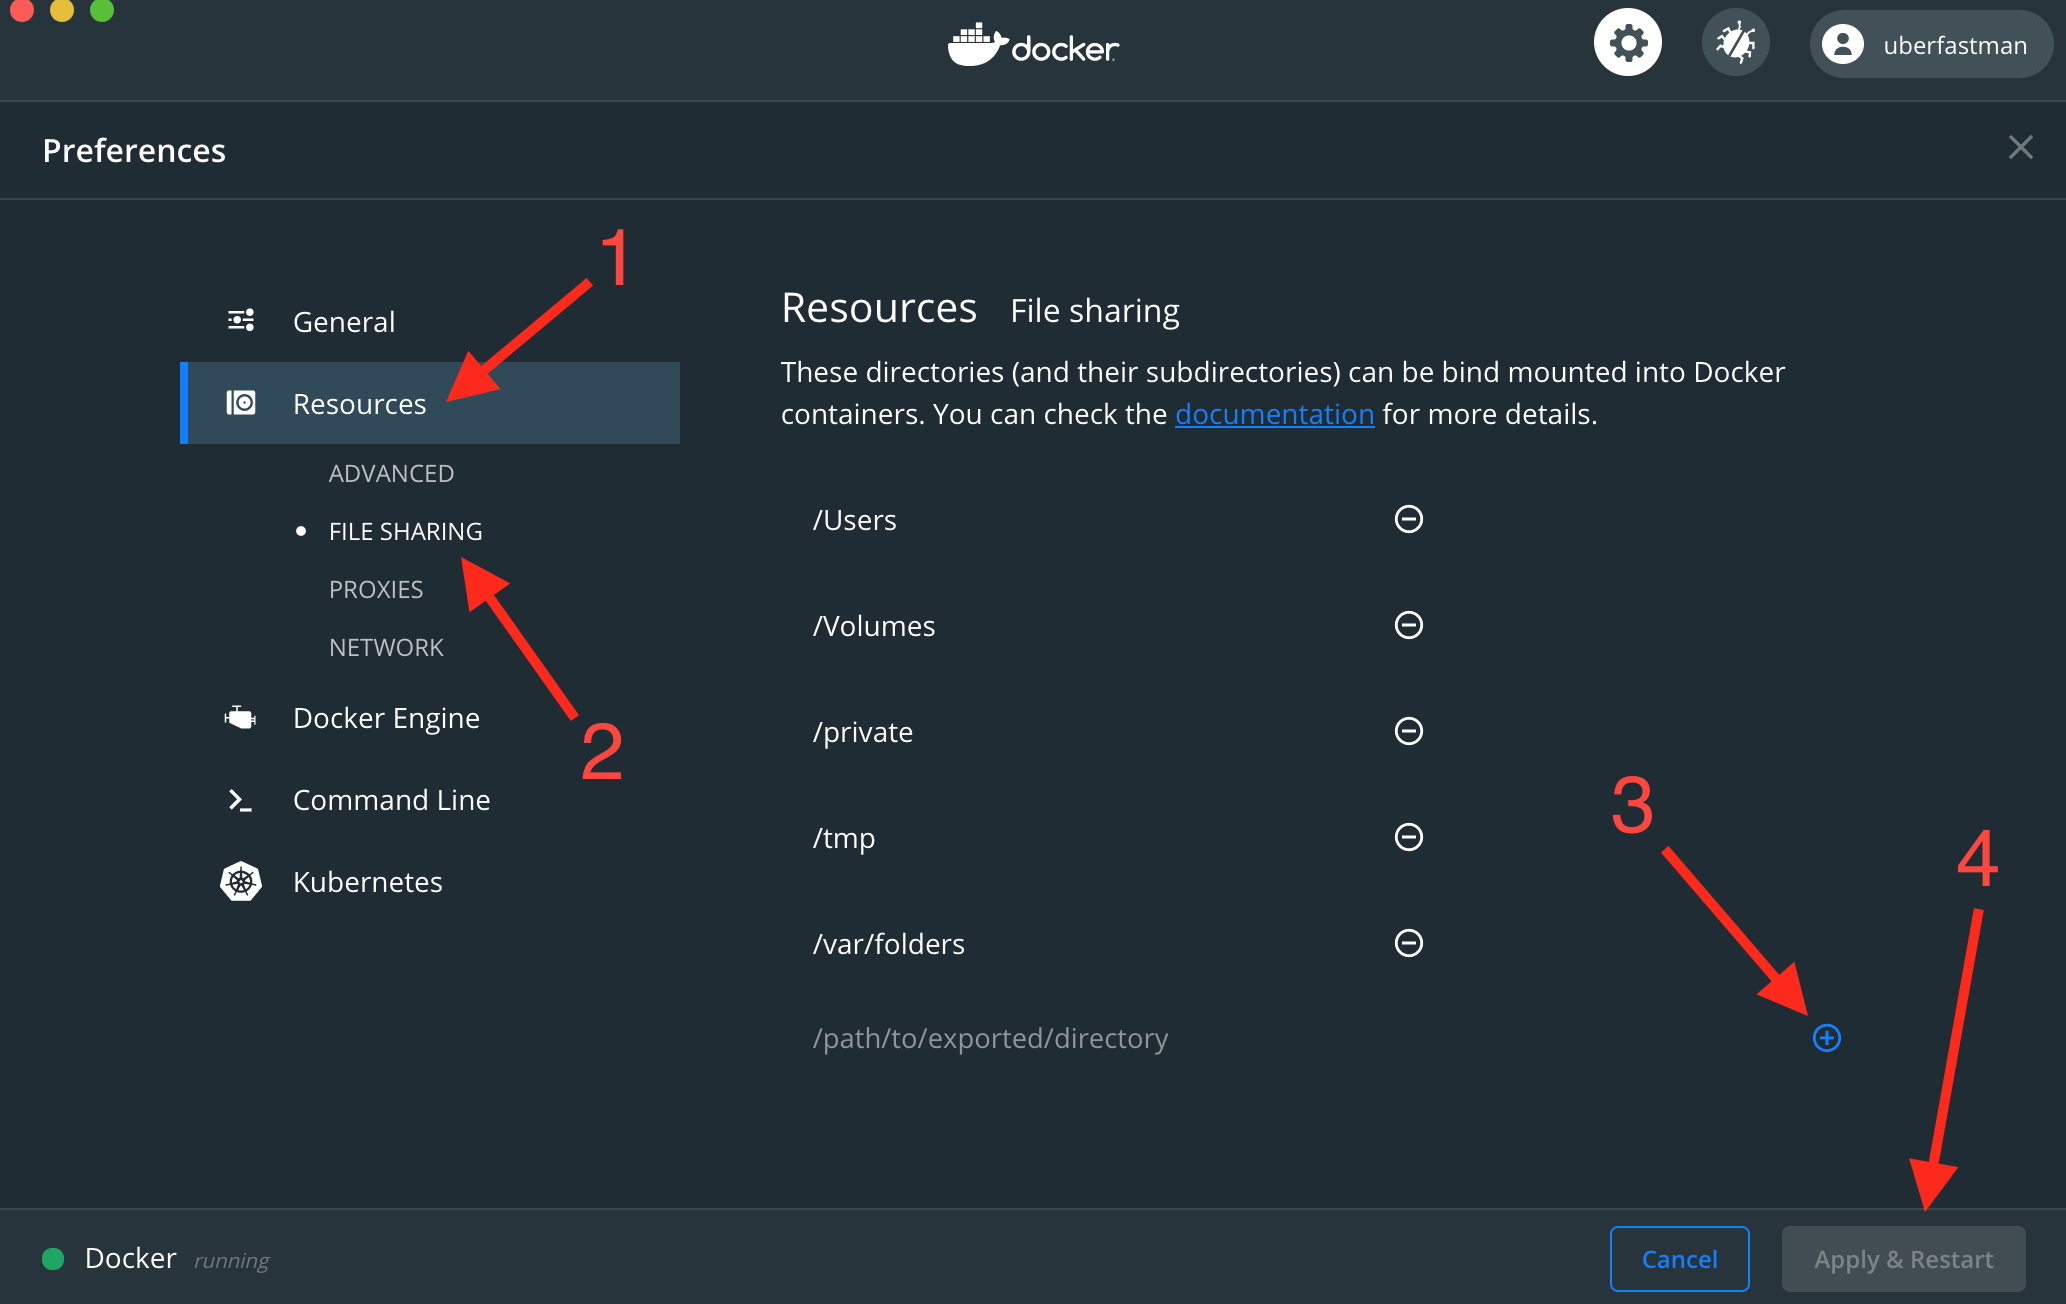 docker
uberfastman
Preferences
1
General
Resources
ADVANCED
FILE SHARING
PROXIES
NETWORK
2
Docker Engine
Command Line
Kubernetes
Resources File sharing
These directories (and their subdirectories) can be bind mounted into Docker
containers. You can check the documentation for more details.
/Users
/Volumes
/private
/tmp
/var/folders
/path/to/exported/directory
3
4
Docker running
Cancel
Apply & Restart